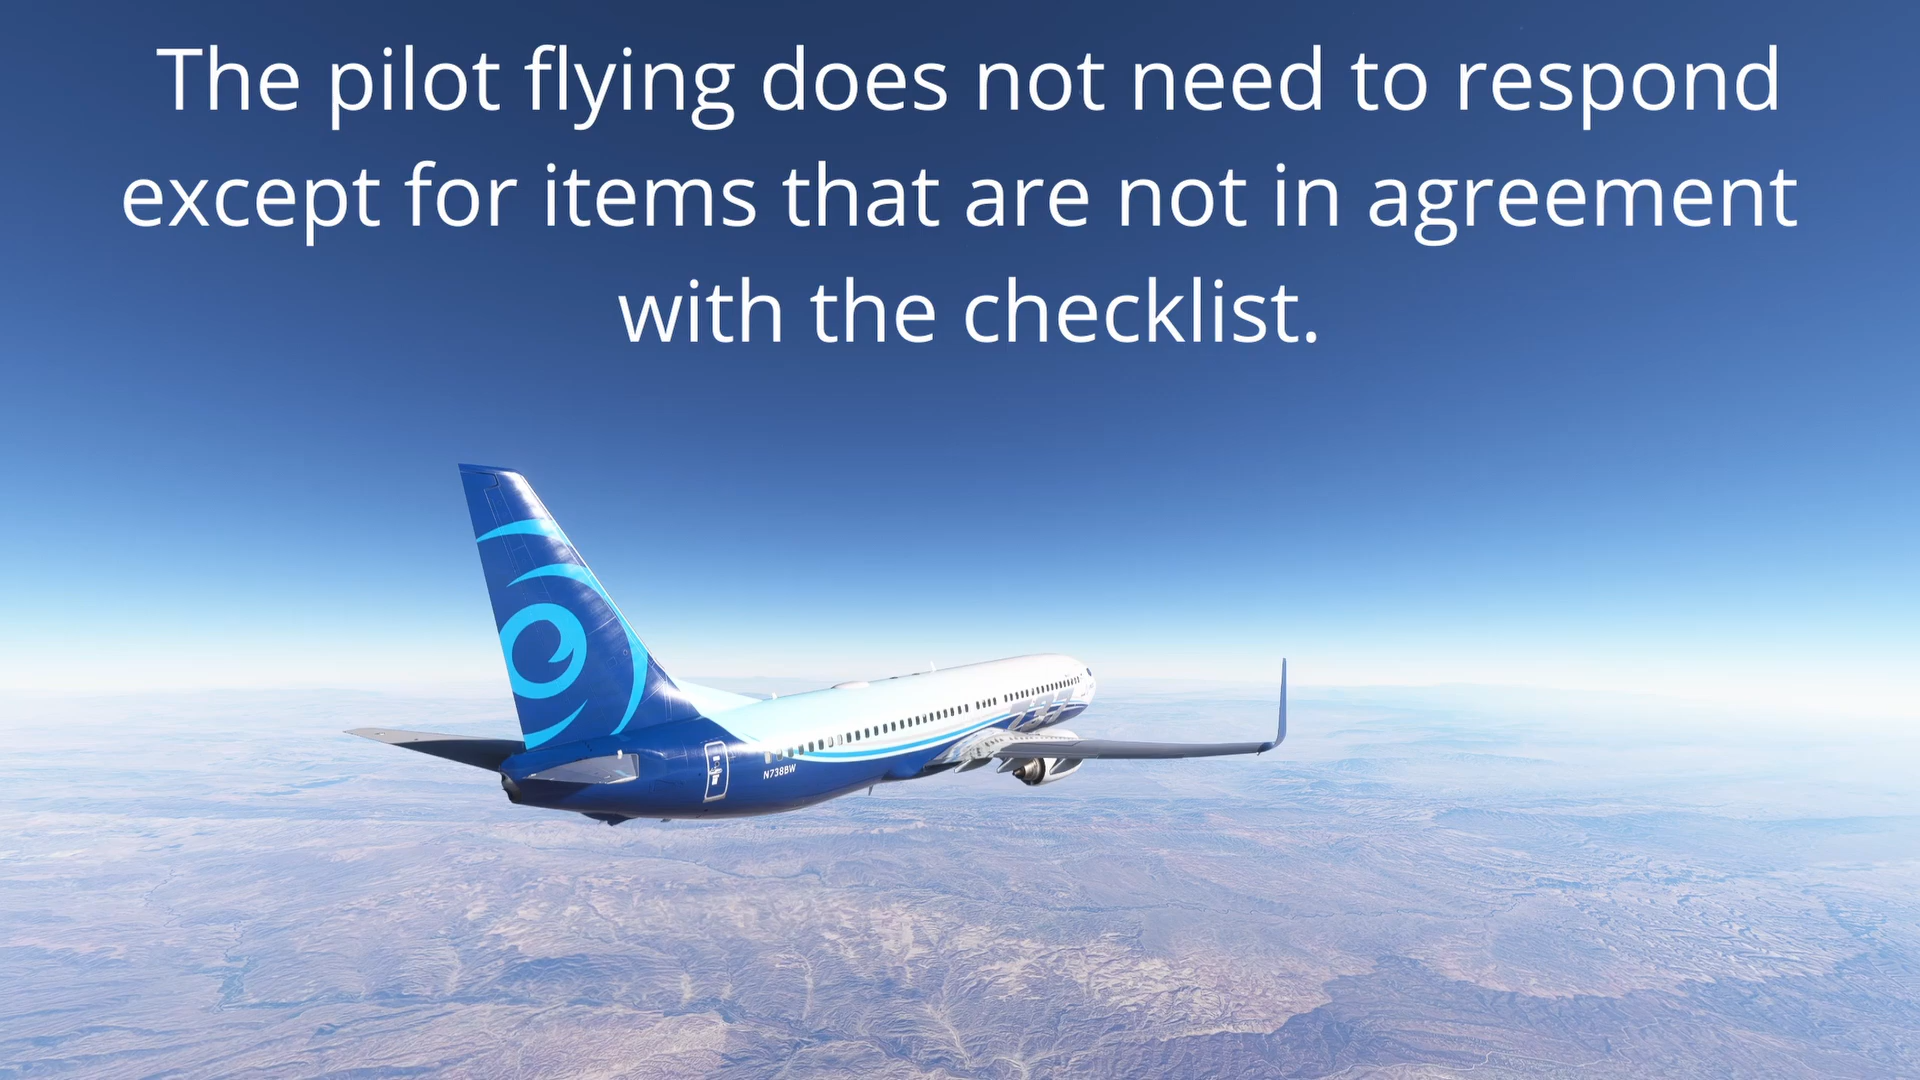 The pilot flying does not need to respond
except for items that are not in agreement
with the checklist.
737
N738BW